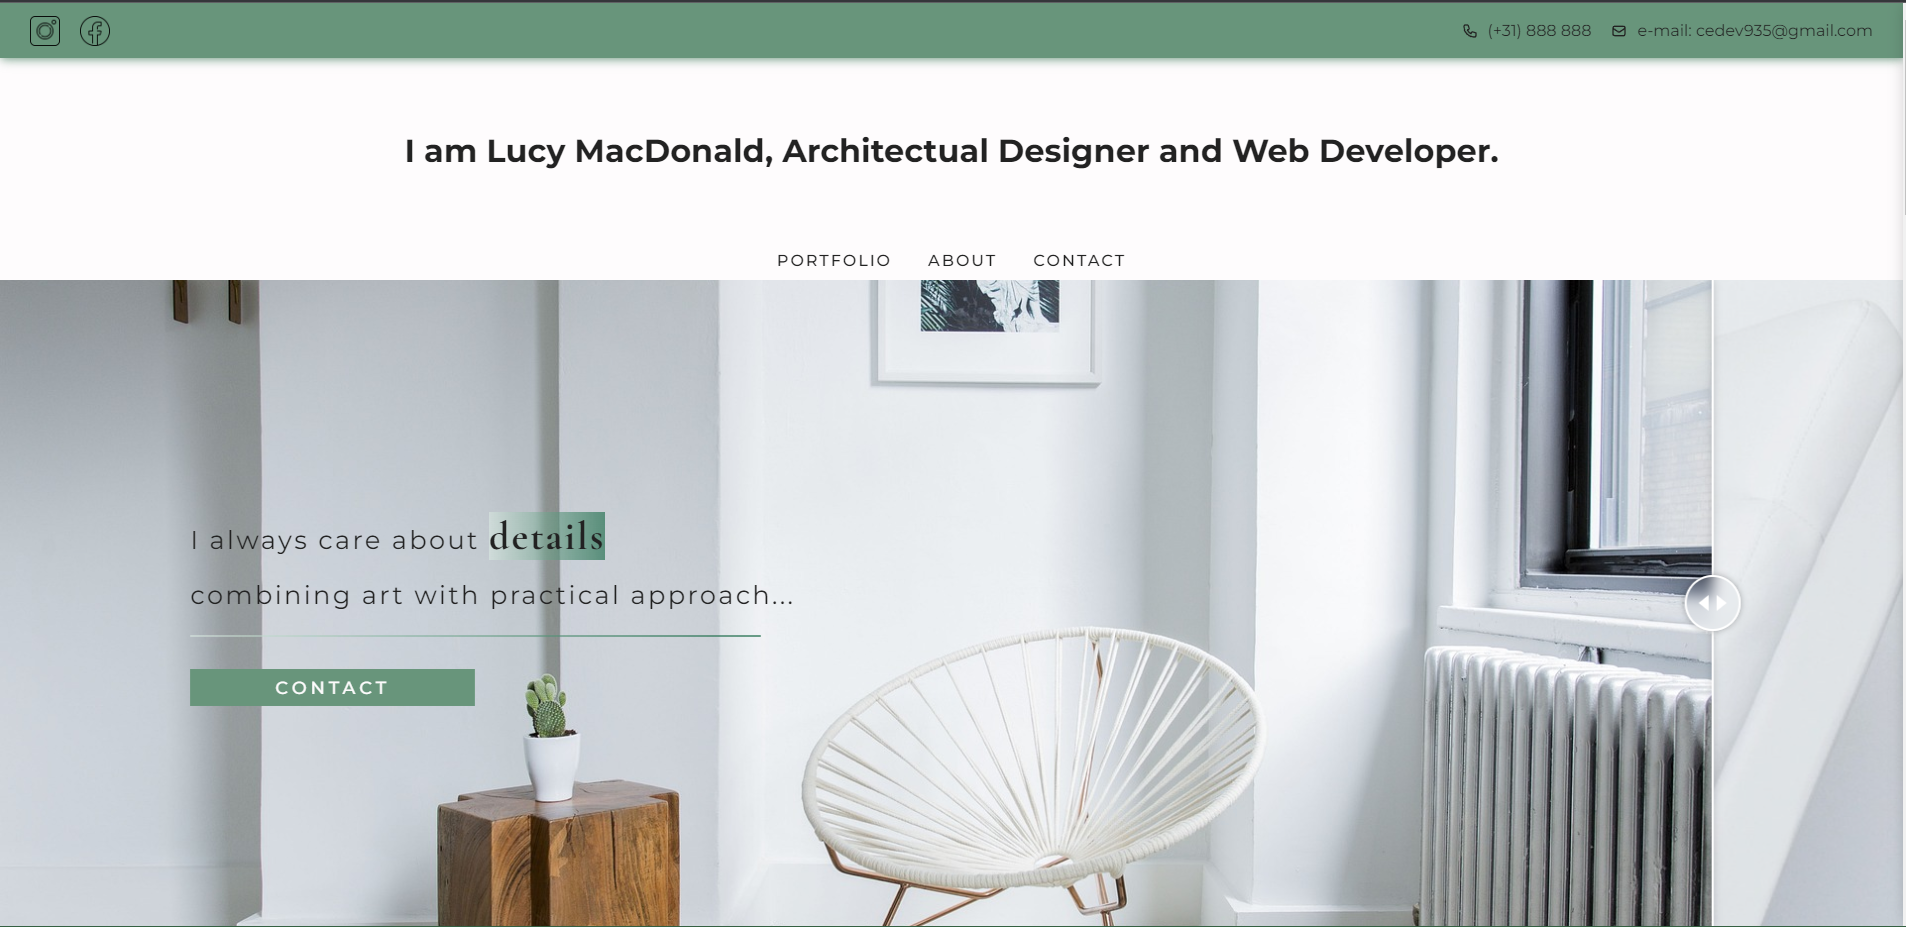 (+31) 888 888 e-mail: cedev935@gmail.com
I am Lucy MacDonald, Architectual Designer and Web Developer.
PORTFOLIO ABOUT CONTACT
I always care about details
combining art with practical approach...
CONTACT